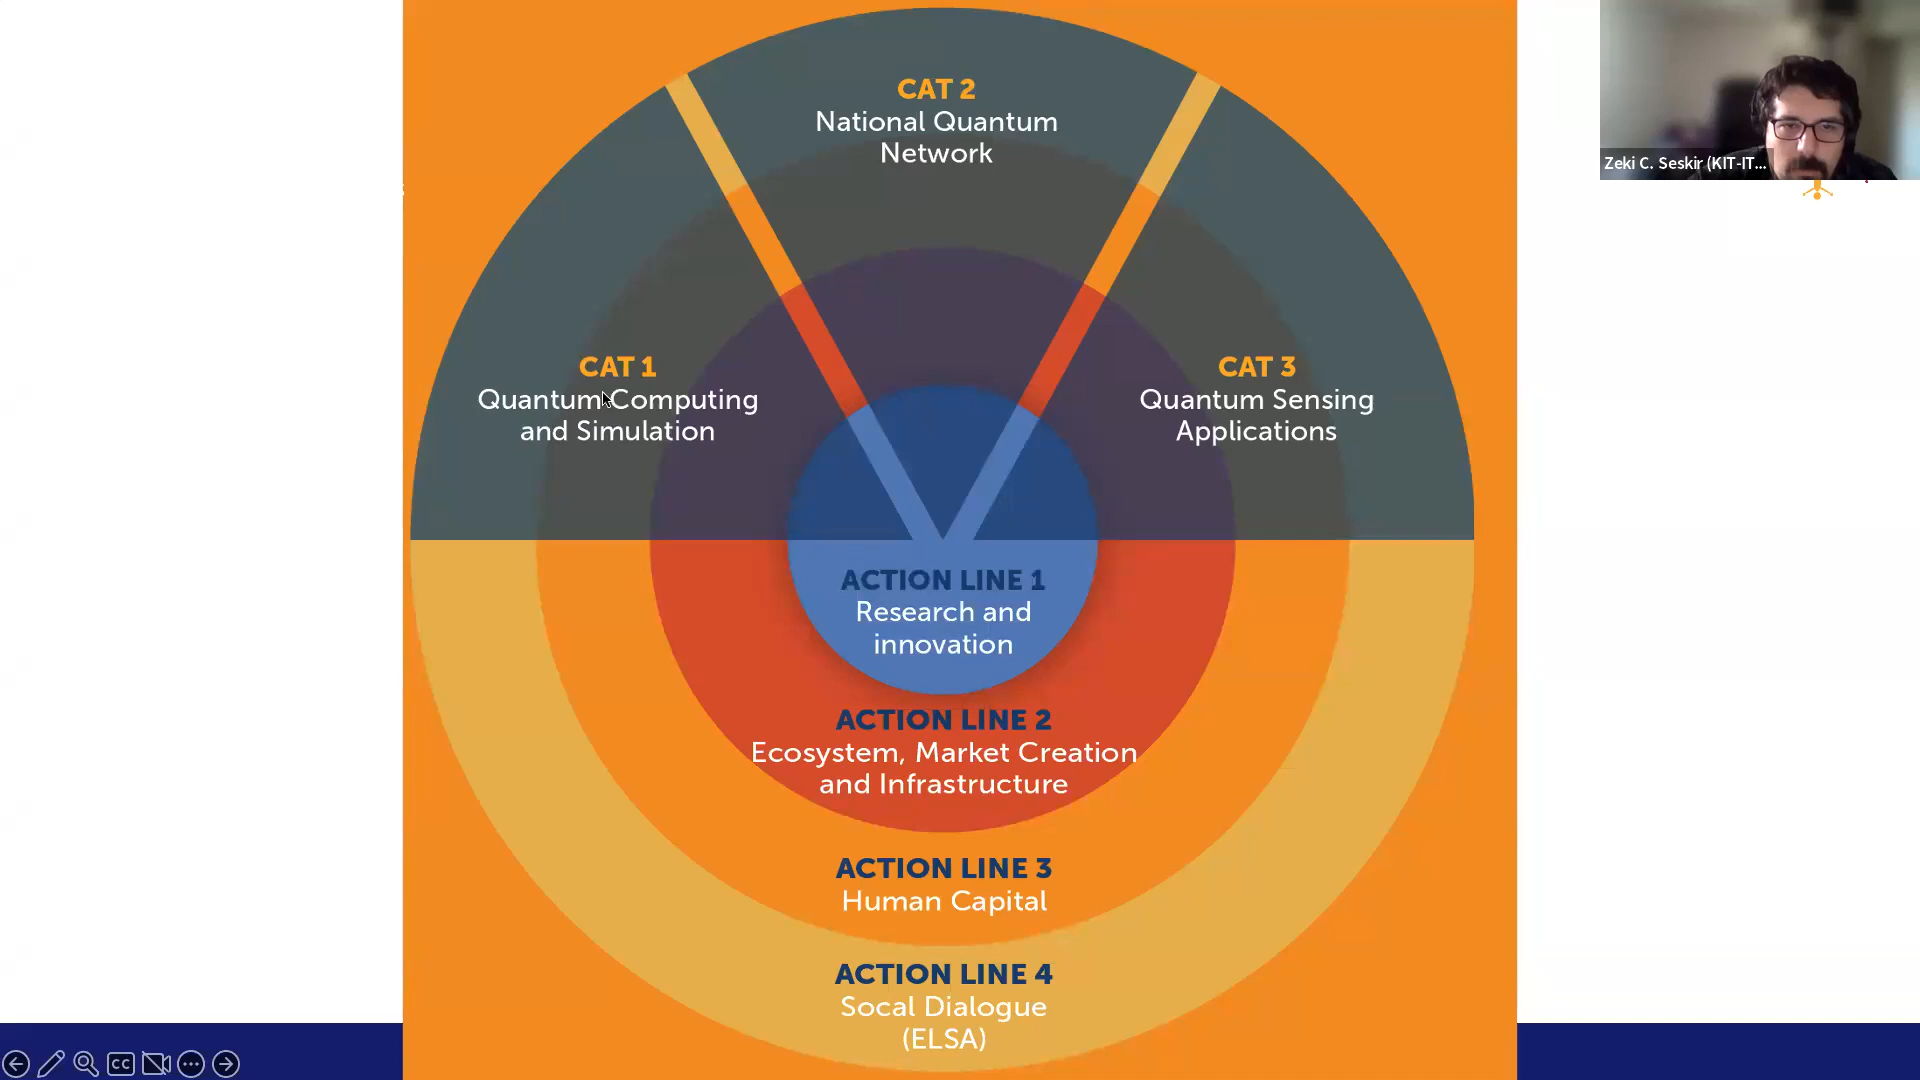 CAT 2
National Quantum
Network
Zeki C. Seskir (KIT-IT...
CAT 1
Quantum Computing
and Simulation
CAT 3
Quantum Sensing
Applications
ACTION LINE 1
Research and
innovation
ACTION LINE 2
Ecosystem, Market Creation
and Infrastructure
ACTION LINE 3
Human Capital
ACTION LINE 4
Socal Dialogue
(ELSA)
CC